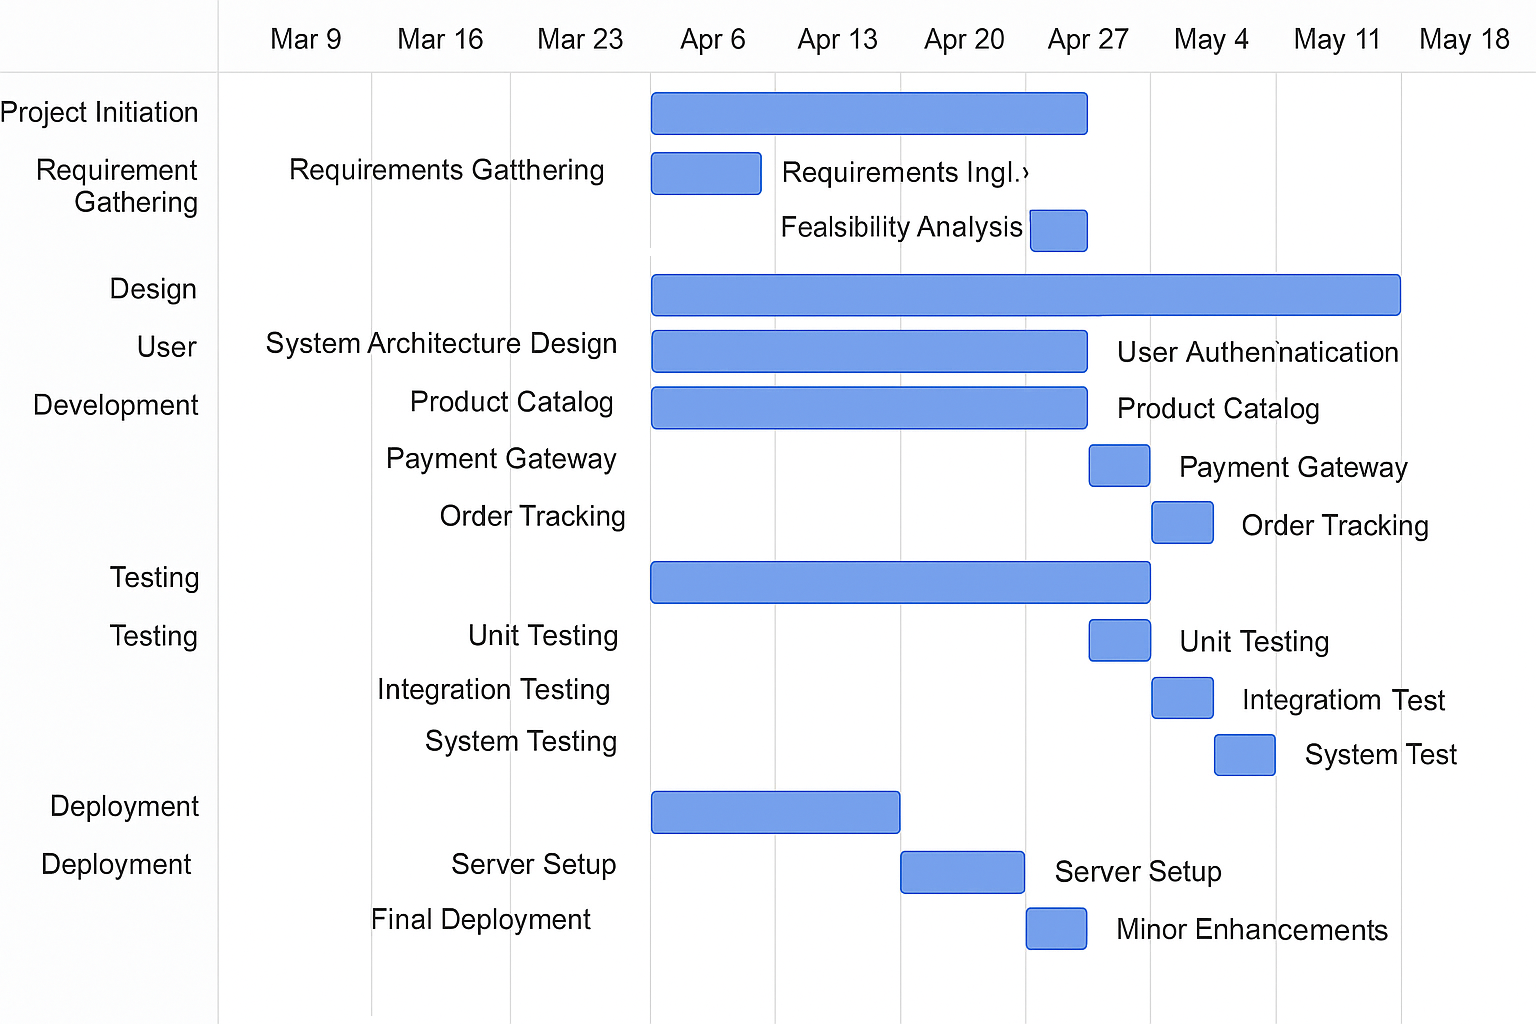 Mar 9 Mar 16 Mar 23 Apr 6 Apr 13 Apr 20 Apr 27 May 4 May 11 May 18
Project Initiation
Requirement Gathering Requirements Gatthering Requirements Ingl.›
Fealsibility Analysis
Design
User System Architecture Design User Authennatication
Development Product Catalog Product Catalog
Payment Gateway Payment Gateway
Order Tracking Order Tracking
Testing
Testing Unit Testing Unit Testing
Integration Testing Integratiom Test
System Testing System Test
Deployment
Deployment Server Setup Server Setup
Final Deployment Minor Enhancements